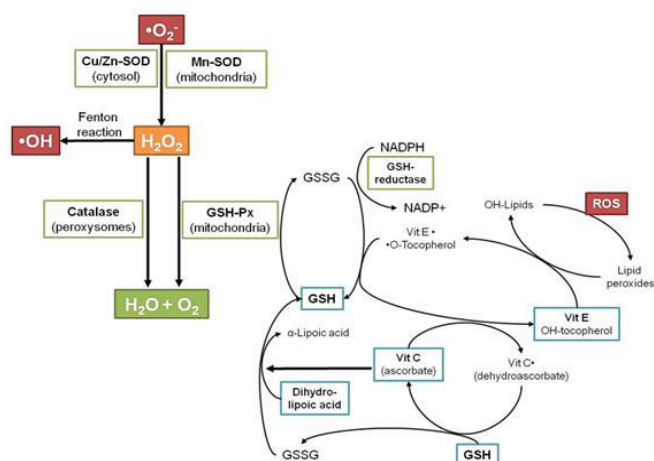 •O₂⁻
Cu/Zn-SOD
(cytosol)
Mn-SOD
(mitochondria)
Fenton
reaction
•OH
H₂O₂
Catalase
(peroxysomes)
GSH-Px
(mitochondria)
H₂O + O₂
NADPH
GSH-
reductase
GSSG
NADP+
Vit E •
•O-Tocopherol
OH-Lipids
ROS
Lipid
peroxides
GSH
Vit E
OH-tocopherol
α-Lipoic acid
Vit C
(ascorbate)
Vit C•
(dehydroascorbate)
Dihydro-
lipoic acid
GSSG
GSH